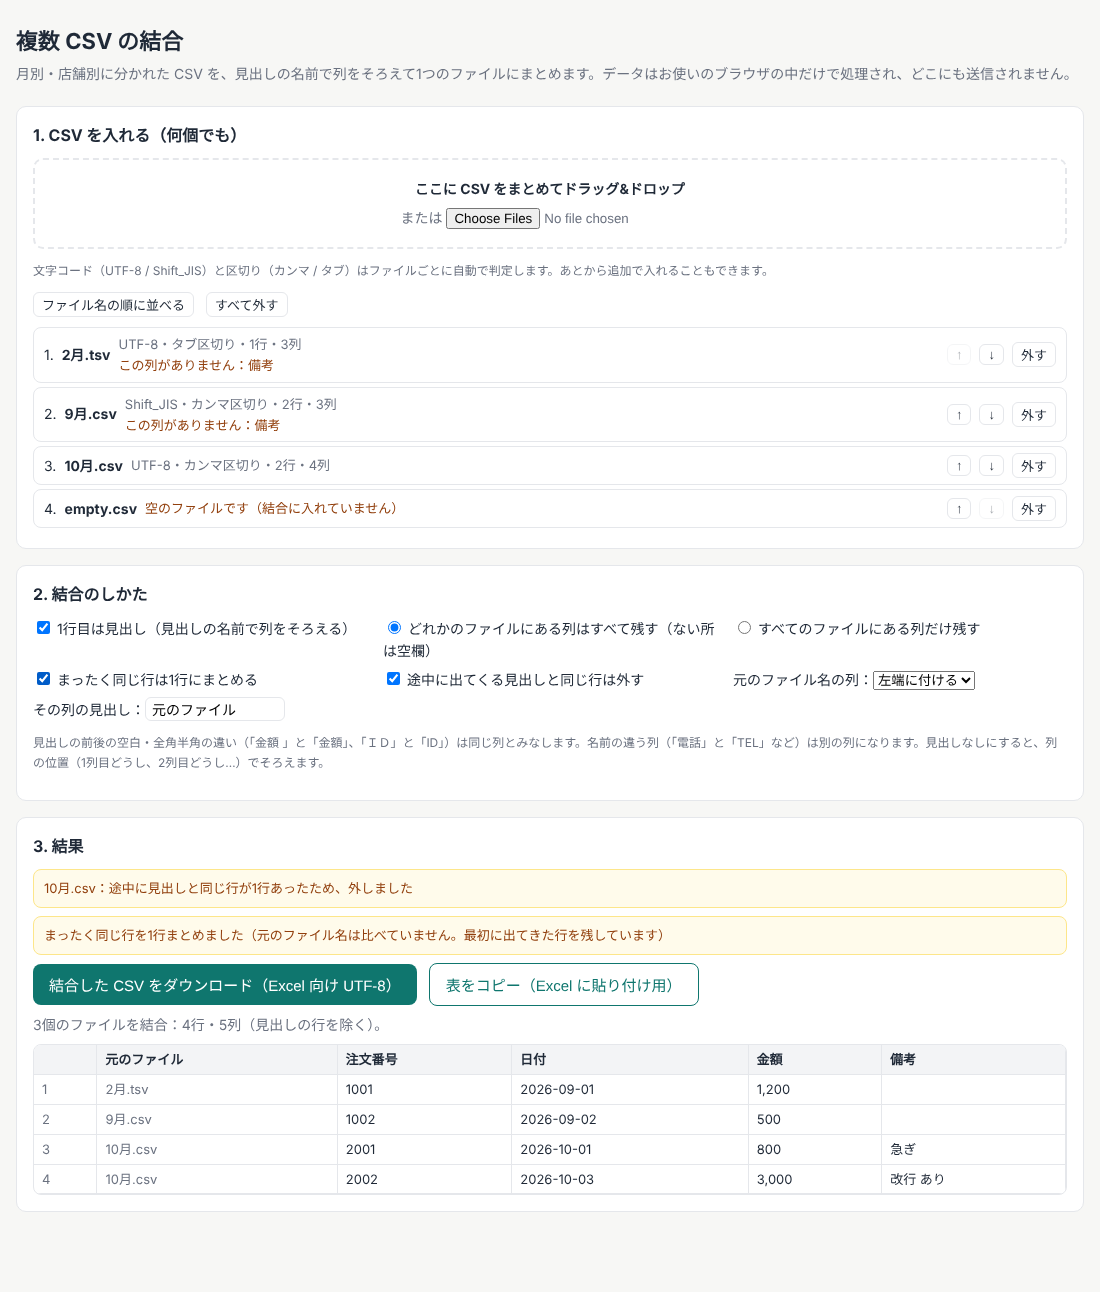 複数 CSV の結合
月別・店舗別に分かれた CSV を、見出しの名前で列をそろえて1つのファイルにまとめます。データはお使いのブラウザの中だけで処理され、どこにも送信されません。
1. CSV を入れる（何個でも）
ここに CSV をまとめてドラッグ&ドロップ
または Choose Files No file chosen
文字コード（UTF-8 / Shift_JIS）と区切り（カンマ / タブ）はファイルごとに自動で判定します。あとから追加で入れることもできます。
ファイル名の順に並べる すべて外す
1. 2月.tsv UTF-8・タブ区切り・1行・3列
この列がありません：備考
↑ ↓ 外す
2. 9月.csv Shift_JIS・カンマ区切り・2行・3列
この列がありません：備考
↑ ↓ 外す
3. 10月.csv UTF-8・カンマ区切り・2行・4列 ↑ ↓ 外す
4. empty.csv 空のファイルです（結合に入れていません） ↑ ↓ 外す
2. 結合のしかた
1行目は見出し（見出しの名前で列をそろえる） どれかのファイルにある列はすべて残す（ない所 すべてのファイルにある列だけ残す
は空欄）
まったく同じ行は1行にまとめる 途中に出てくる見出しと同じ行は外す 元のファイル名の列：左端に付ける
その列の見出し：元のファイル
見出しの前後の空白・全角半角の違い（「金額 」と「金額」、「ＩＤ」と「ID」）は同じ列とみなします。名前の違う列（「電話」と「TEL」など）は別の列になります。見出しなしにすると、列
の位置（1列目どうし、2列目どうし…）でそろえます。
3. 結果
10月.csv：途中に見出しと同じ行が1行あったため、外しました
まったく同じ行を1行まとめました（元のファイル名は比べていません。最初に出てきた行を残しています）
結合した CSV をダウンロード（Excel 向け UTF-8） 表をコピー（Excel に貼り付け用）
3個のファイルを結合：4行・5列（見出しの行を除く）。
元のファイル 注文番号 日付 金額 備考
1 2月.tsv 1001 2026-09-01 1,200
2 9月.csv 1002 2026-09-02 500
3 10月.csv 2001 2026-10-01 800 急ぎ
4 10月.csv 2002 2026-10-03 3,000 改行 あり